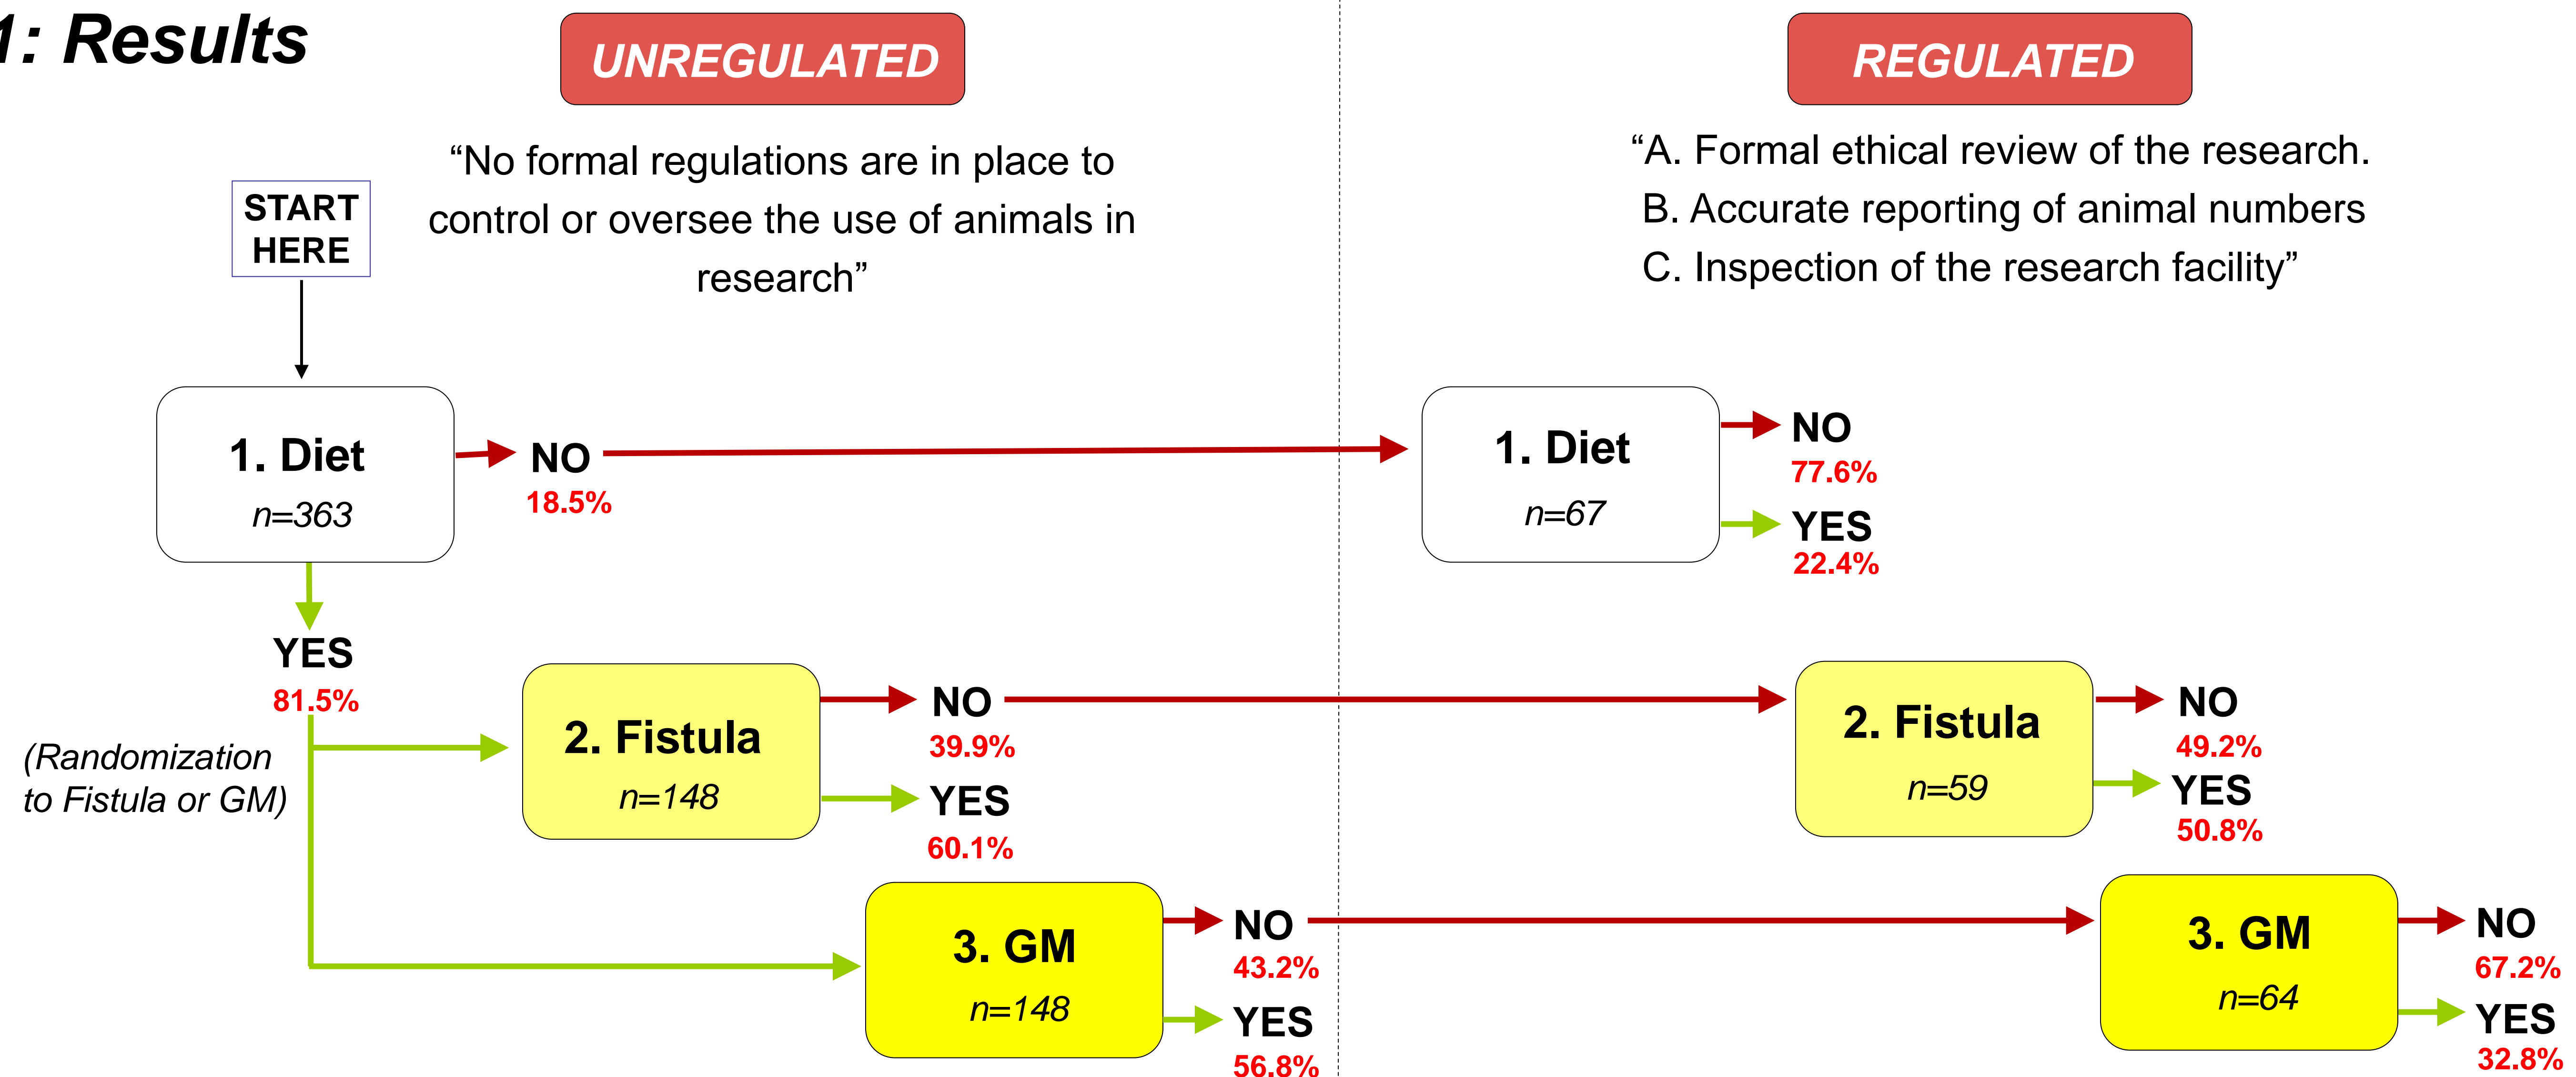 1: Results
UNREGULATED
REGULATED
“No formal regulations are in place to
control or oversee the use of animals in
research”
“A. Formal ethical review of the research.
B. Accurate reporting of animal numbers
C. Inspection of the research facility”
START
HERE
1. Diet
n=363
NO
18.5%
1. Diet
n=67
NO
77.6%
YES
22.4%
YES
81.5%
(Randomization
to Fistula or GM)
2. Fistula
n=148
NO
39.9%
YES
60.1%
2. Fistula
n=59
NO
49.2%
YES
50.8%
3. GM
n=148
NO
43.2%
YES
56.8%
3. GM
n=64
NO
67.2%
YES
32.8%